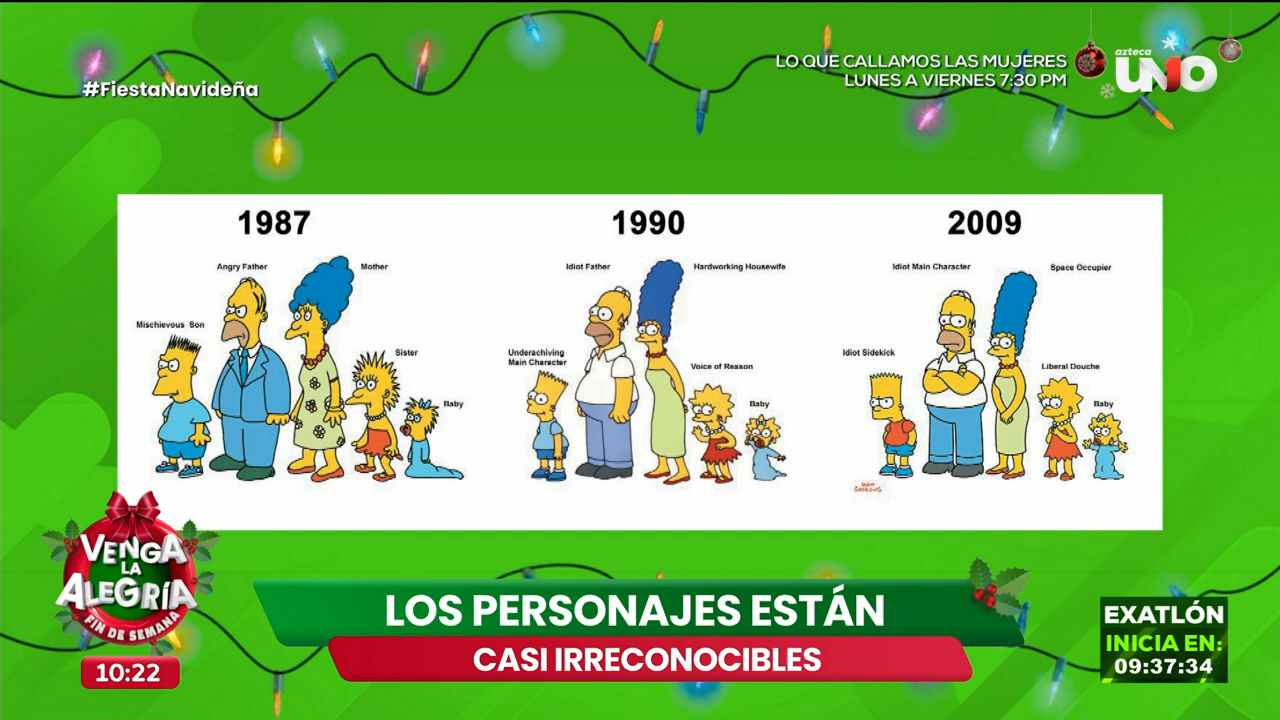 #FiestaNavideña
LO QUE CALLAMOS LAS MUJERES
LUNES A VIERNES 7:30 PM
azteca
UNO
1987
1990
2009
Angry Father
Mother
Mischievous Son
Sister
Baby
Idiot Father
Hardworking Housewife
Underachiving
Main Character
Voice of Reason
Baby
Idiot Main Character
Space Occupier
Idiot Sidekick
Liberal Douche
Baby
VENGA
LA
ALEGRÍA
FIN DE SEMANA
10:22
LOS PERSONAJES ESTÁN
CASI IRRECONOCIBLES
EXATLÓN
INICIA EN:
09:37:34